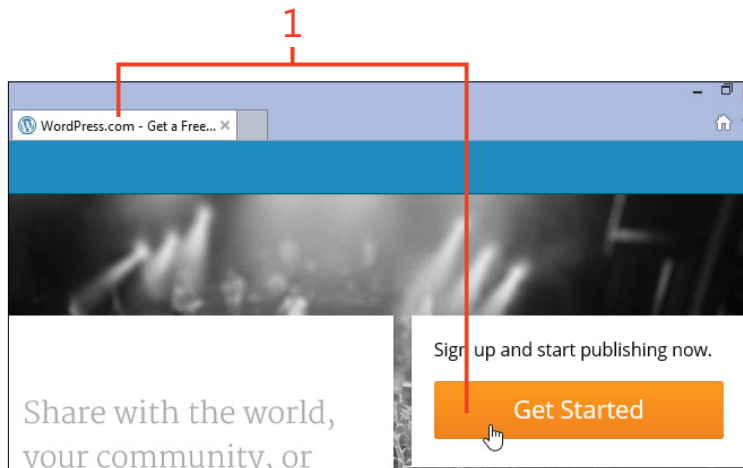 1
WordPress.com - Get a Free...
Sign up and start publishing now.
Get Started
Share with the world,
your community, or